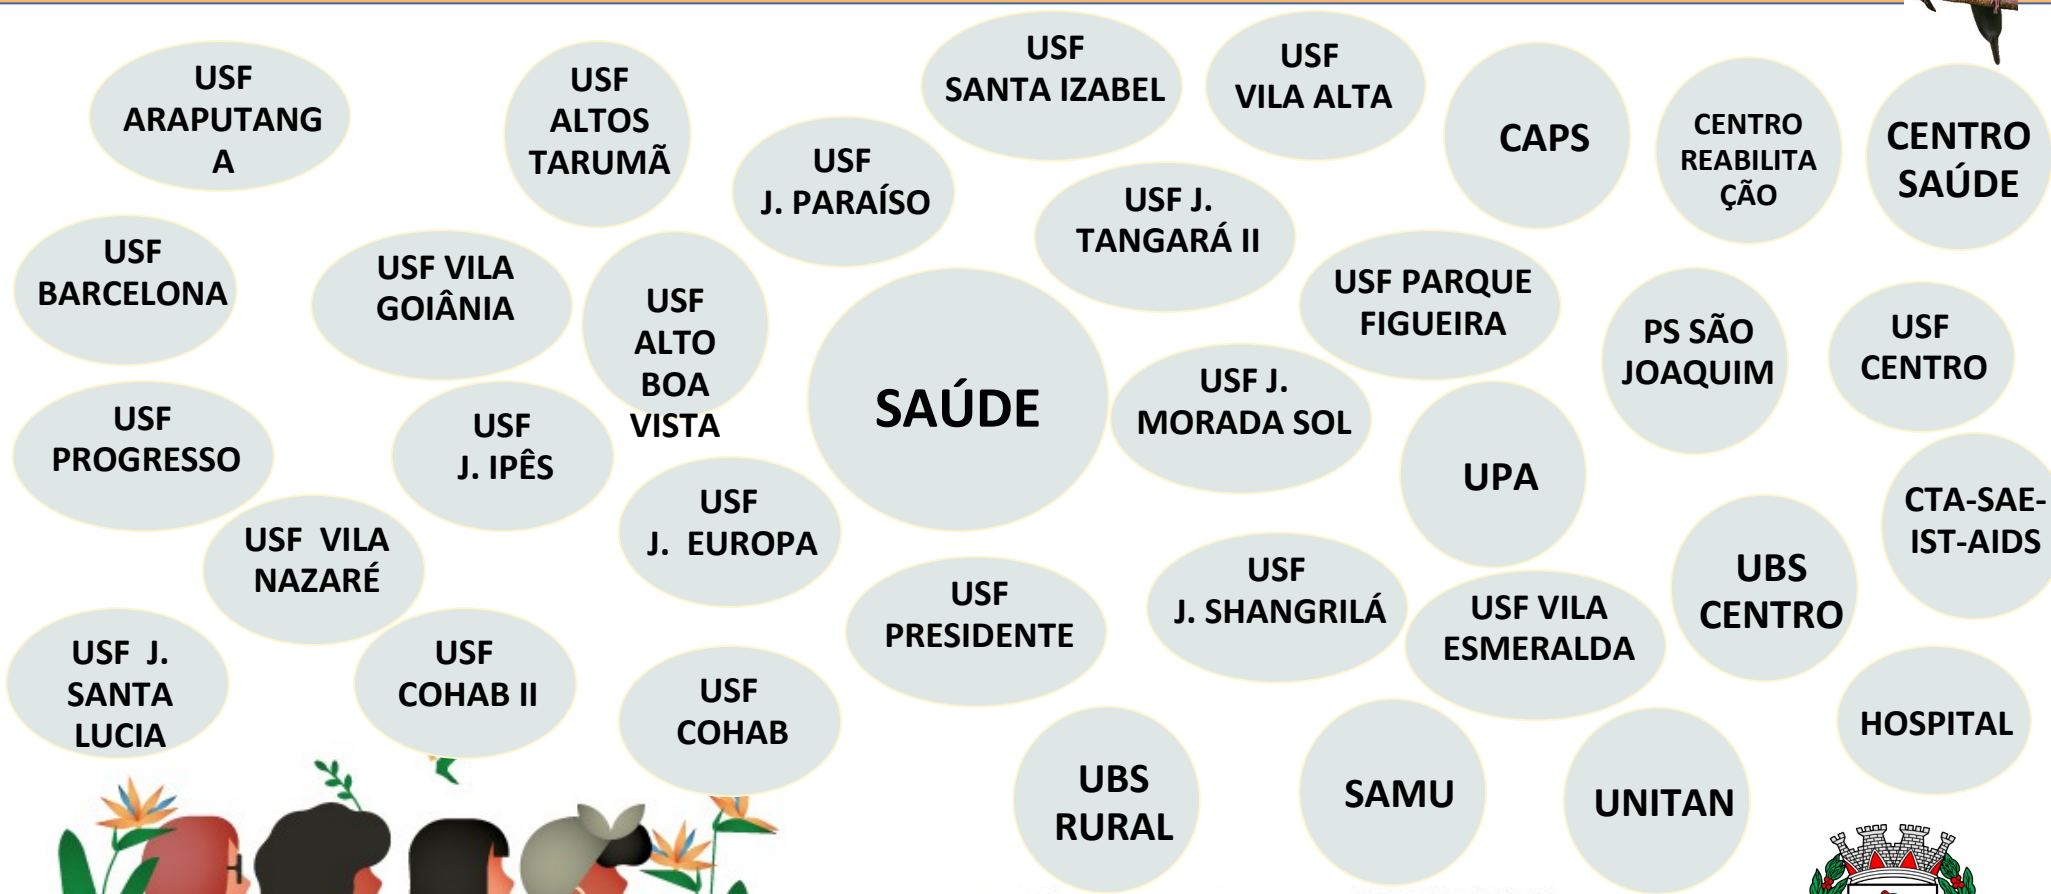 USF
ARAPUTANG
A
USF
ALTOS
TARUMÃ
USF
J. PARAÍSO
USF
SANTA IZABEL
USF
VILA ALTA
CAPS
CENTRO
REABILITA
ÇÃO
CENTRO
SAÚDE
USF
BARCELONA
USF VILA
GOIÂNIA
USF
ALTO
BOA
VISTA
SAÚDE
USF J.
TANGARÁ II
USF PARQUE
FIGUEIRA
PS SÃO
JOAQUIM
USF
CENTRO
USF
PROGRESSO
USF
J. IPÊS
USF J.
MORADA SOL
UPA
CTA-SAE-
IST-AIDS
USF VILA
NAZARÉ
USF
J. EUROPA
USF
PRESIDENTE
USF
J. SHANGRILÁ
USF VILA
ESMERALDA
UBS
CENTRO
USF J.
SANTA
LUCIA
USF
COHAB II
USF
COHAB
UBS
RURAL
SAMU
UNITAN
HOSPITAL